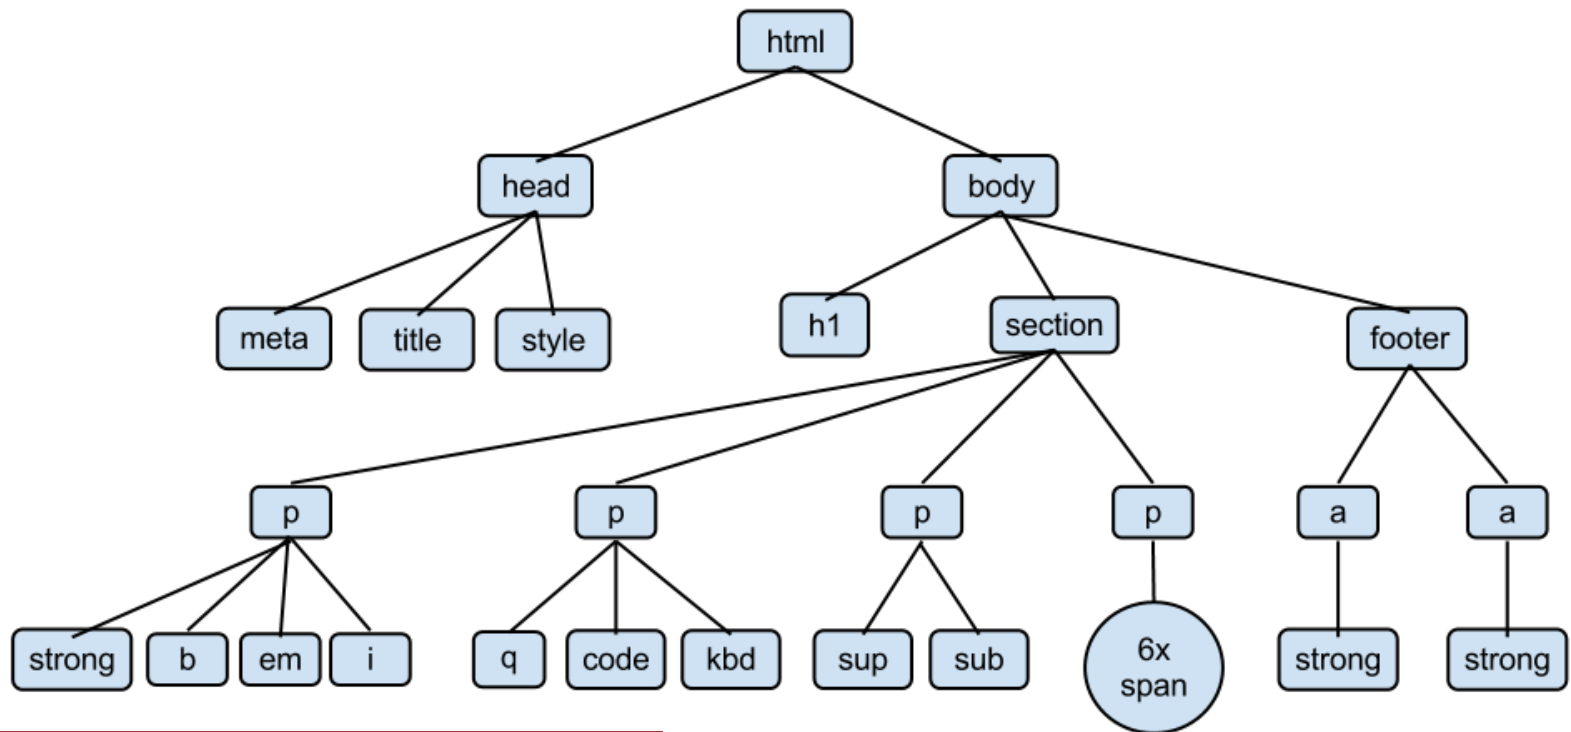 html
head
body
meta
title
style
h1
section
footer
p
p
p
p
a
a
strong
b
em
i
q
code
kbd
sup
sub
6x
span
strong
strong